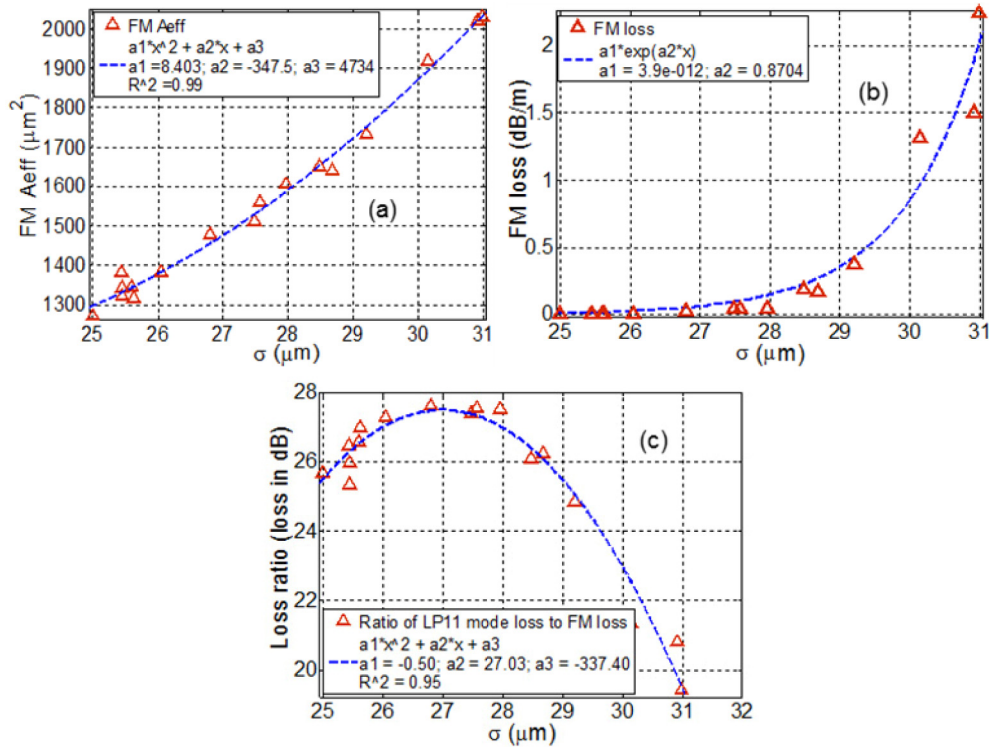 2000
1900
1800
1700
1600
1500
1400
1300
FM Aeff (μm²)
FM Aeff
a1*x^2 + a2*x + a3
a1 =8.403; a2 = -347.5; a3 = 4734
R^2 =0.99
(a)
25 26 27 28 29 30 31
σ (μm)
2
1.5
1
0.5
0
FM loss (dB/m)
FM loss
a1*exp(a2*x)
a1 = 3.9e-012; a2 = 0.8704
(b)
25 26 27 28 29 30 31
σ (μm)
28
26
24
22
20
Loss ratio (loss in dB)
(c)
Ratio of LP11 mode loss to FM loss
a1*x^2 + a2*x + a3
a1 = -0.50; a2 = 27.03; a3 = -337.40
R^2 = 0.95
25 26 27 28 29 30 31 32
σ (μm)